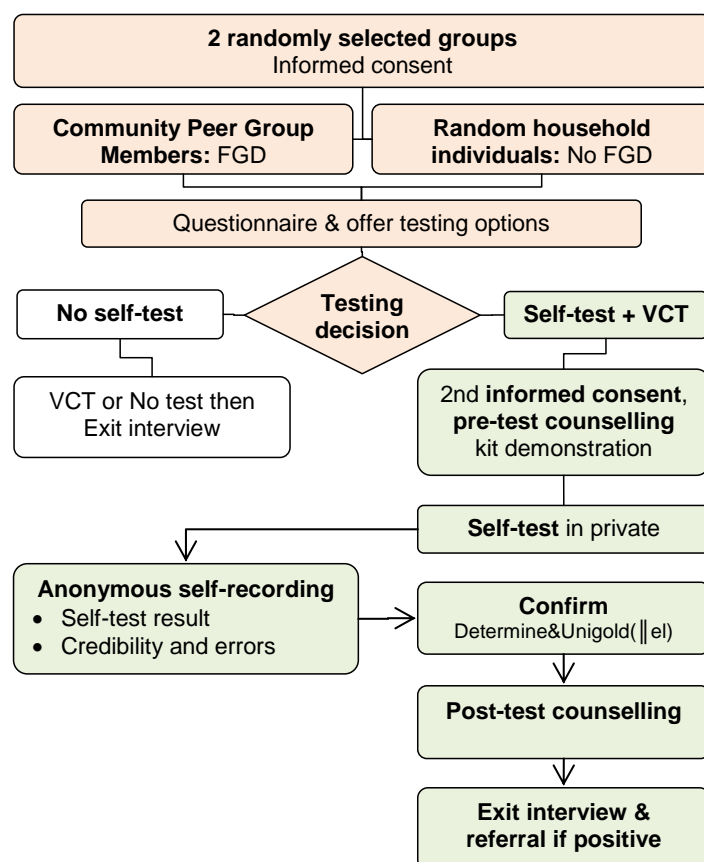 2 randomly selected groups
Informed consent
Community Peer Group
Members: FGD
Random household
individuals: No FGD
Questionnaire & offer testing options
Testing
decision
No self-test
Self-test + VCT
VCT or No test then
Exit interview
2nd informed consent,
pre-test counselling
kit demonstration
Self-test in private
Anonymous self-recording
• Self-test result
• Credibility and errors
Confirm
Determine&Unigold(‖el)
Post-test counselling
Exit interview &
referral if positive